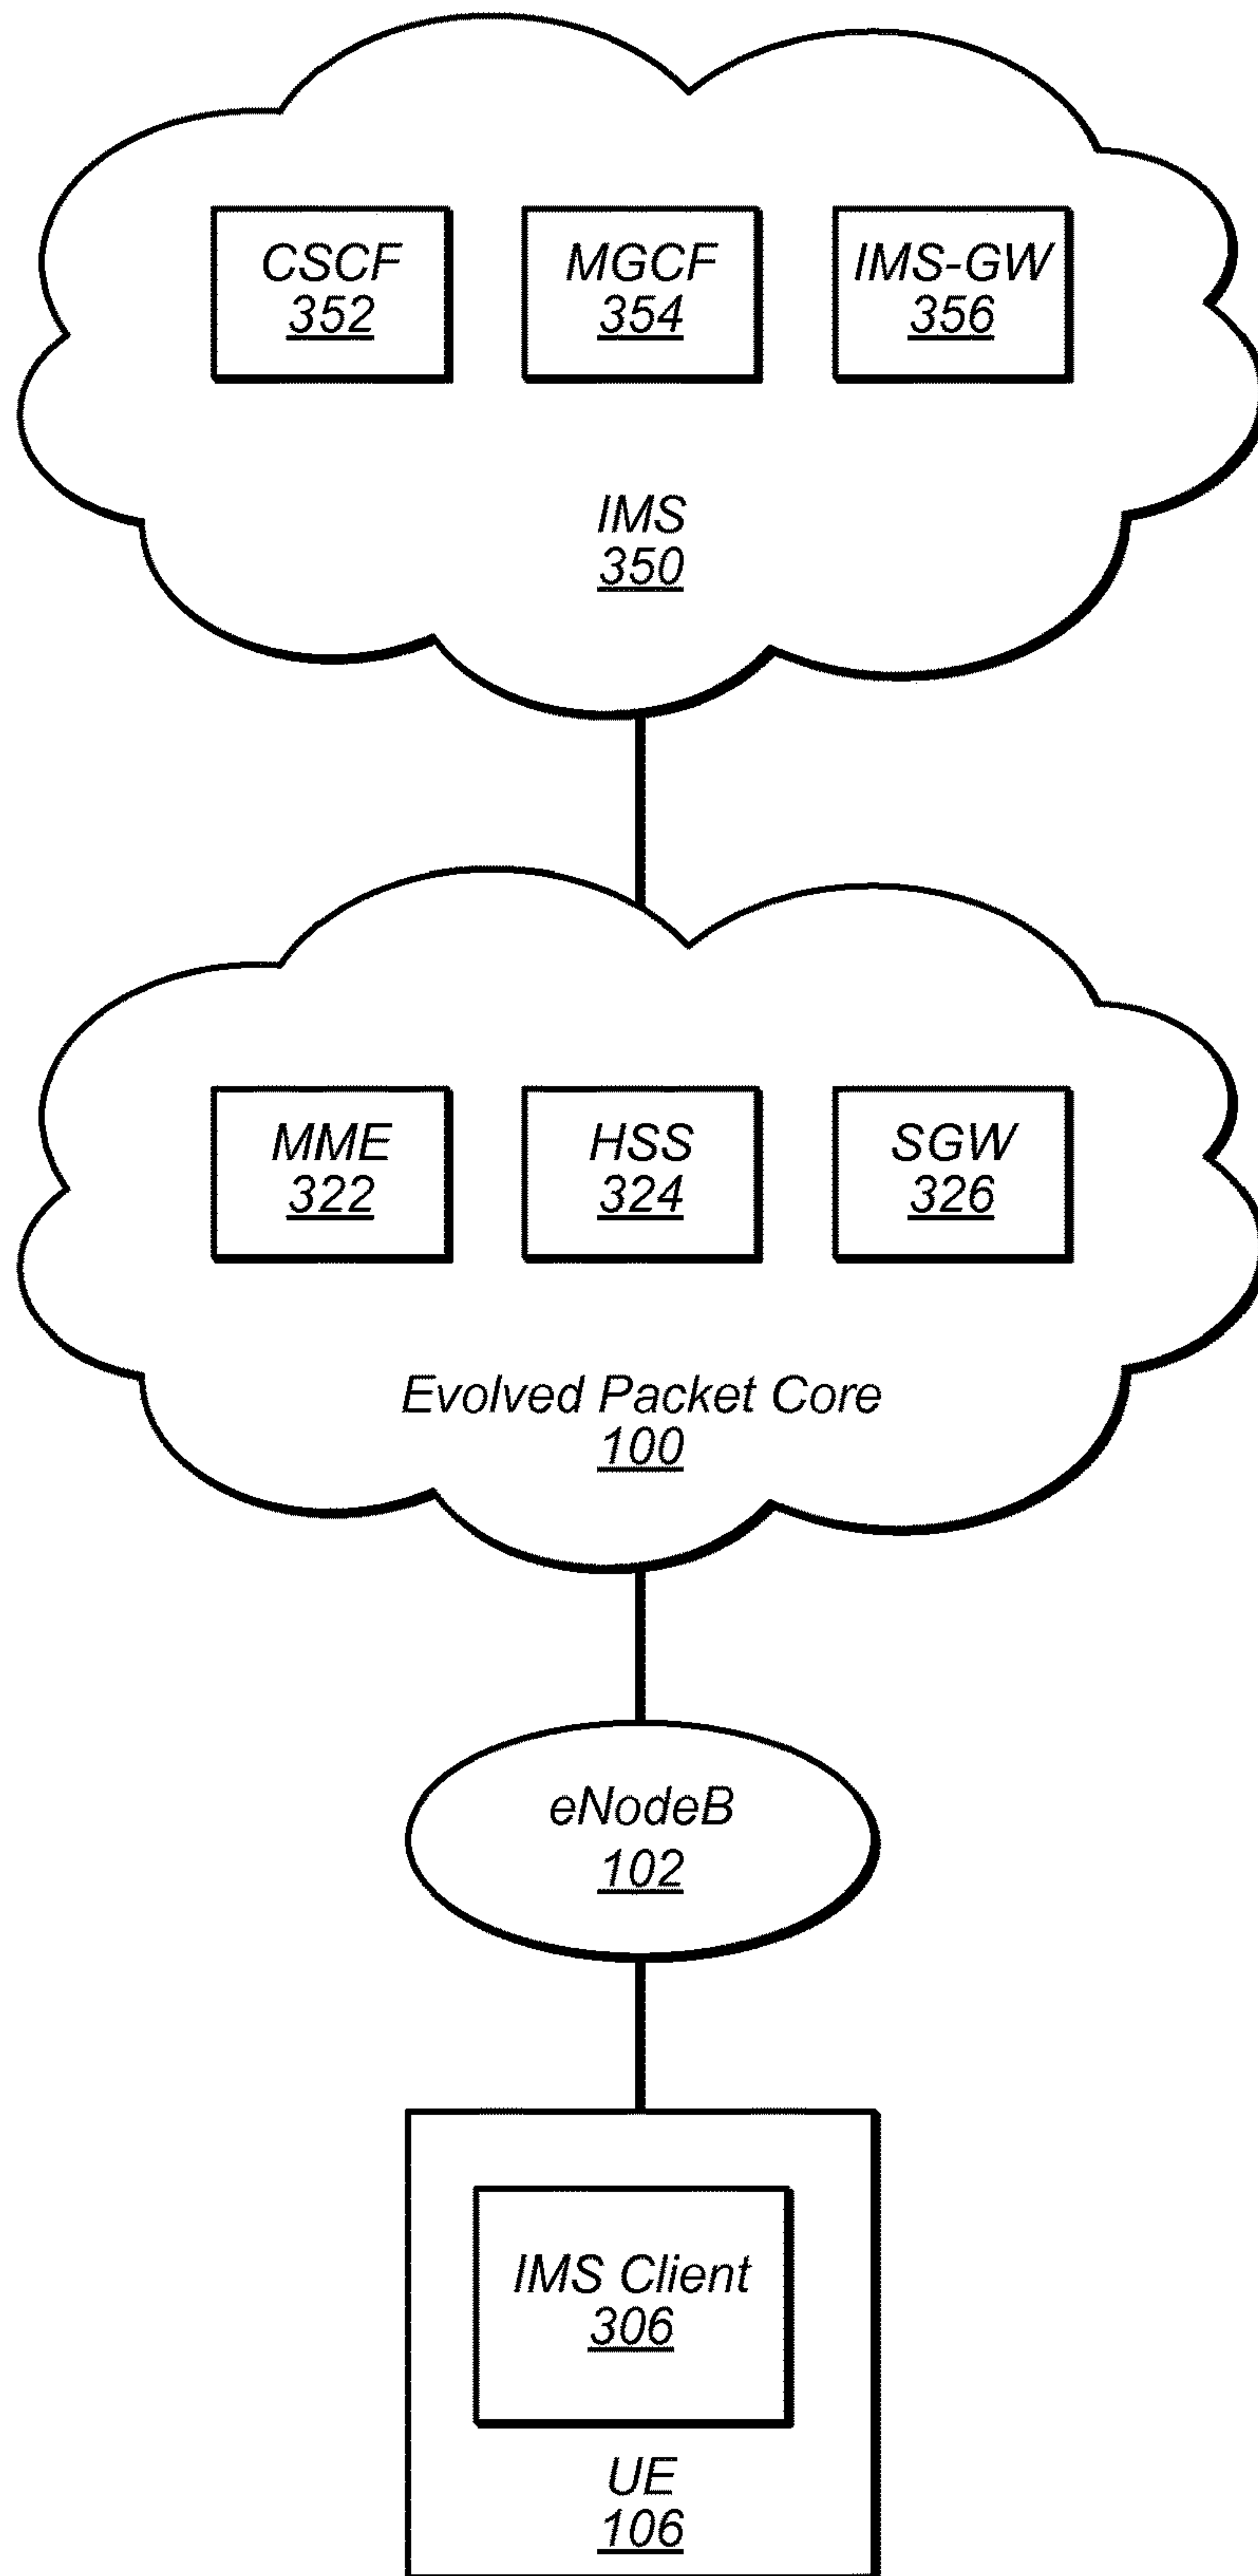 CSCF
352
MGCF
354
IMS-GW
356
IMS
350
MME
322
HSS
324
SGW
326
Evolved Packet Core
100
eNodeB
102
IMS Client
306
UE
106